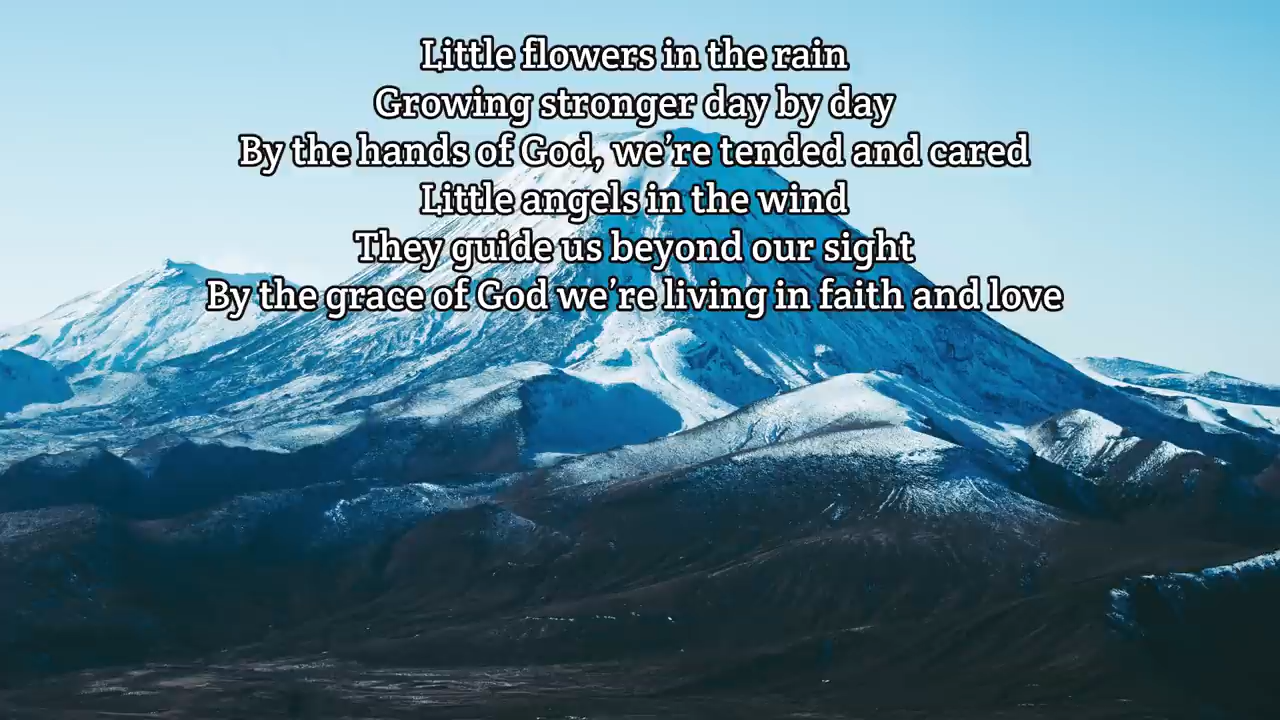 Little flowers in the rain
Growing stronger day by day
By the hands of God, we’re tended and cared
Little angels in the wind
They guide us beyond our sight
By the grace of God we’re living in faith and love